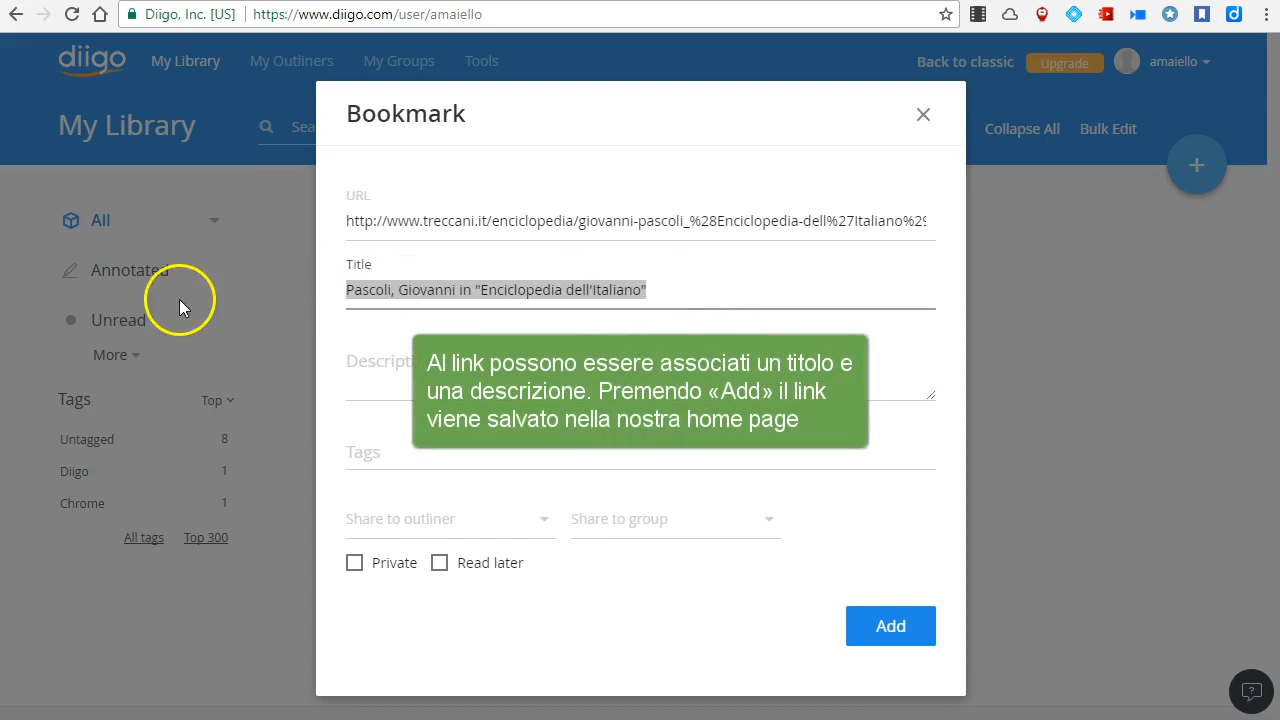 Diigo, Inc. [US] https://www.diigo.com/user/amaiello
diigo My Library My Outliners My Groups Tools Back to classic Upgrade amaiello
My Library Sea Collapse All Bulk Edit
Bookmark
All
Annotated
Unread
More
Tags Top
Untagged 8
Diigo 1
Chrome 1
All tags Top 300
URL
http://www.treccani.it/enciclopedia/giovanni-pascoli_%28Enciclopedia-dell%27Italiano%29
Title
Pascoli, Giovanni in "Enciclopedia dell'Italiano"
Descripti
Al link possono essere associati un titolo e
una descrizione. Premendo «Add» il link
viene salvato nella nostra home page
Tags
Share to outliner Share to group
Private Read later
Add